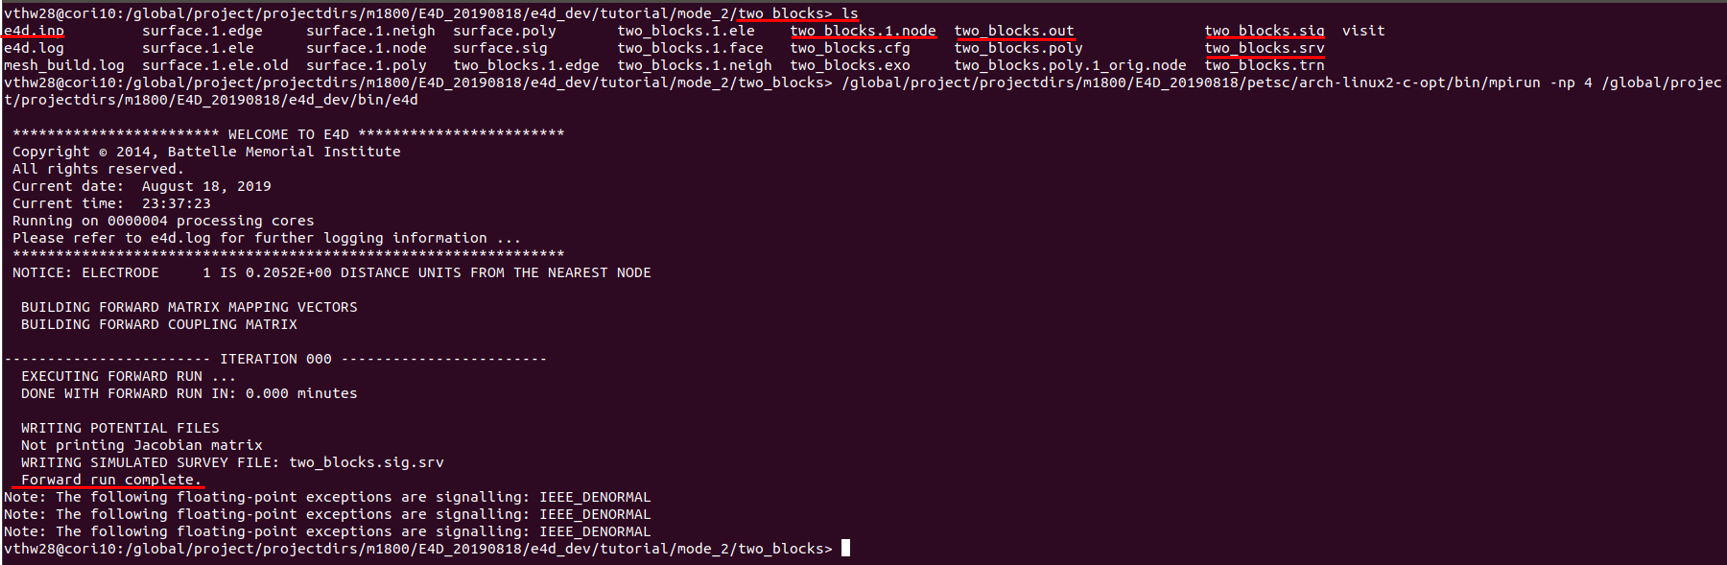 vthw28@cori10:/global/project/projectdirs/m1800/E4D_20190818/e4d_dev/tutorial/mode_2/two_blocks> ls
e4d.inp surface.1.edge surface.1.neigh surface.poly two_blocks.1.ele two_blocks.1.node two_blocks.out two_blocks.sig visit
e4d.log surface.1.ele surface.1.node surface.sig two_blocks.1.face two_blocks.cfg two_blocks.poly two_blocks.srv
mesh_build.log surface.1.ele.old surface.1.poly two_blocks.1.edge two_blocks.1.neigh two_blocks.exo two_blocks.poly.1_orig.node two_blocks.trn
vthw28@cori10:/global/project/projectdirs/m1800/E4D_20190818/e4d_dev/tutorial/mode_2/two_blocks> /global/project/projectdirs/m1800/E4D_20190818/petsc/arch-linux2-c-opt/bin/mpirun -np 4 /global/projec
t/projectdirs/m1800/E4D_20190818/e4d_dev/bin/e4d
************************ WELCOME TO E4D ************************
Copyright © 2014, Battelle Memorial Institute
All rights reserved.
Current date: August 18, 2019
Current time: 23:37:23
Running on 0000004 processing cores
Please refer to e4d.log for further logging information ...
****************************************************************
NOTICE: ELECTRODE 1 IS 0.2052E+00 DISTANCE UNITS FROM THE NEAREST NODE
BUILDING FORWARD MATRIX MAPPING VECTORS
BUILDING FORWARD COUPLING MATRIX
------------------------ ITERATION 000 ------------------------
EXECUTING FORWARD RUN ...
DONE WITH FORWARD RUN IN: 0.000 minutes
WRITING POTENTIAL FILES
Not printing Jacobian matrix
WRITING SIMULATED SURVEY FILE: two_blocks.sig.srv
Forward run complete.
Note: The following floating-point exceptions are signalling: IEEE_DENORMAL
Note: The following floating-point exceptions are signalling: IEEE_DENORMAL
Note: The following floating-point exceptions are signalling: IEEE_DENORMAL
vthw28@cori10:/global/project/projectdirs/m1800/E4D_20190818/e4d_dev/tutorial/mode_2/two_blocks>